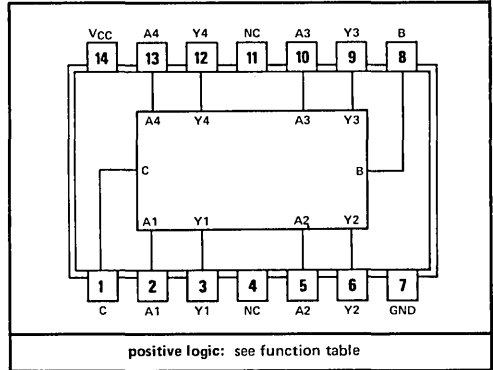 VCC A4 Y4 NC A3 Y3 B
14 13 12 11 10 9 8
A4 Y4 A3 Y3
C B
A1 Y1 A2 Y2
1 2 3 4 5 6 7
C A1 Y1 NC A2 Y2 GND
positive logic: see function table